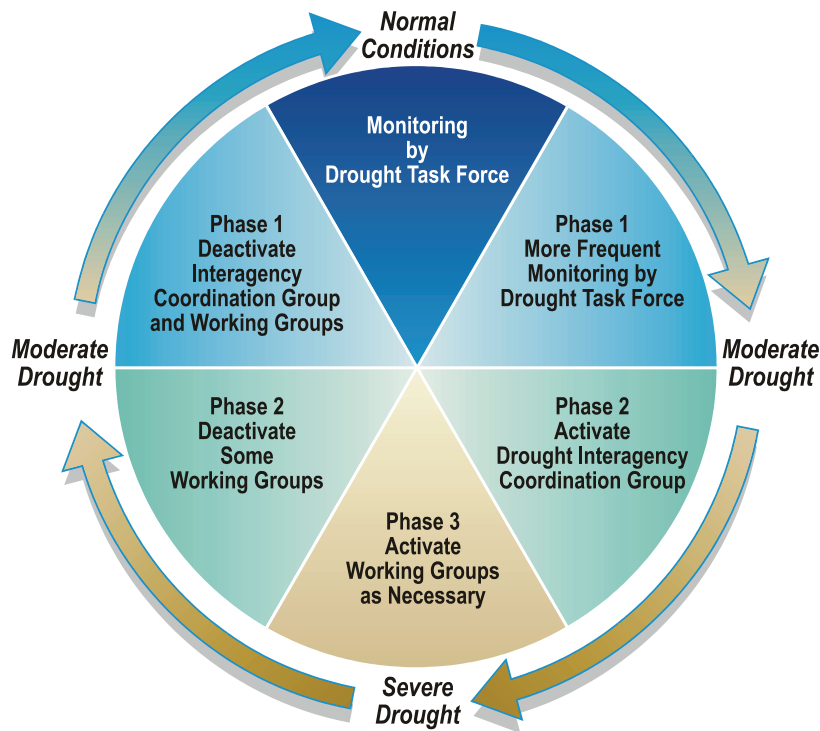 Normal
Conditions
Monitoring
by
Drought Task Force
Phase 1
More Frequent
Monitoring by
Drought Task Force
Moderate
Drought
Phase 2
Activate
Drought Interagency
Coordination Group
Phase 3
Activate
Working Groups
as Necessary
Severe
Drought
Phase 2
Deactivate
Some
Working Groups
Moderate
Drought
Phase 1
Deactivate
Interagency
Coordination Group
and Working Groups